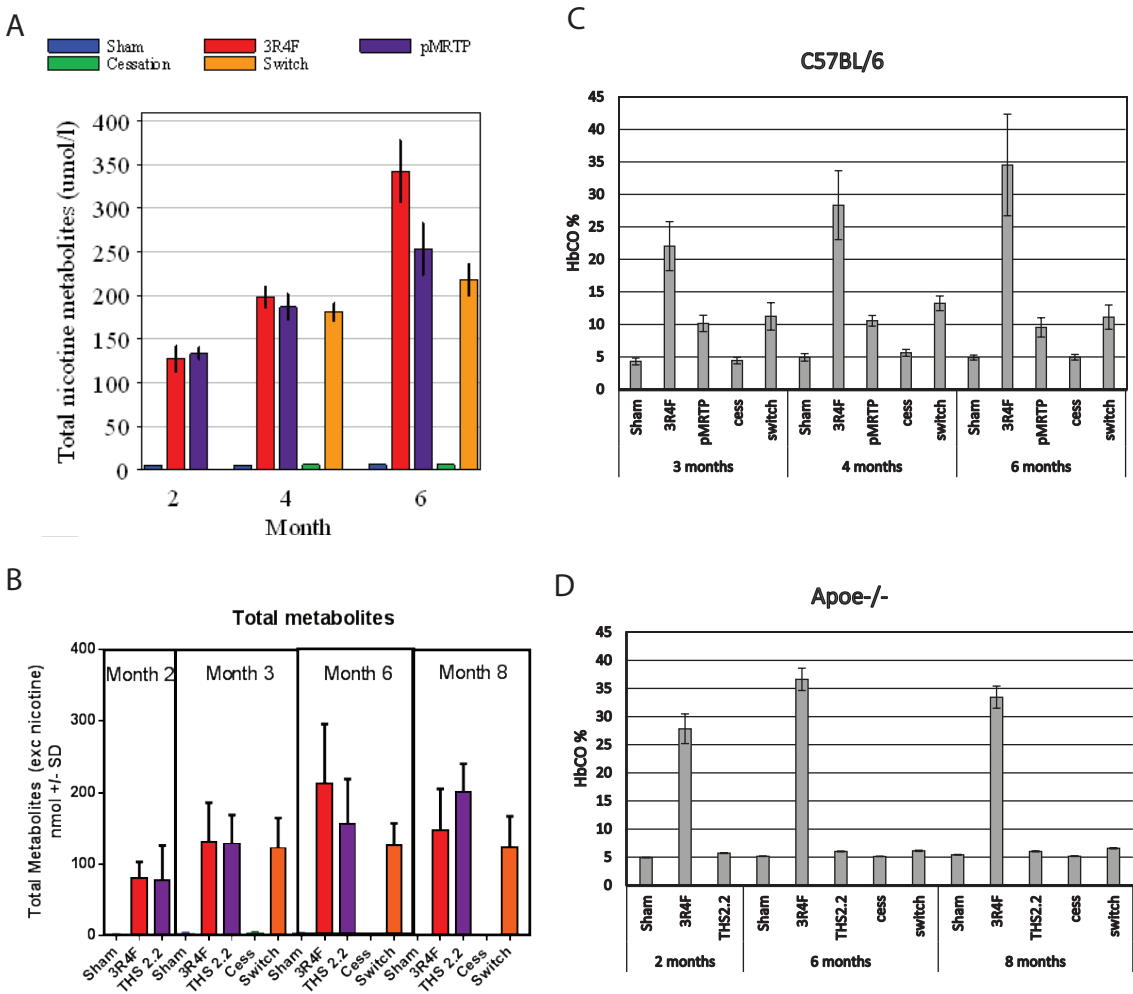 A
Sham
3R4F
pMRTP
Cessation
Switch
Total nicotine metabolites (umol/l)
400
350
300
250
200
150
100
50
0
2
4
6
Month
B
Total metabolites
Total Metabolites (exc nicotine)
nmol +/- SD
400
300
200
100
0
Month 2
Month 3
Month 6
Month 8
Sham
3R4F
THS 2.2
Sham
3R4F
THS 2.2
Cess
Switch
Sham
3R4F
THS 2.2
Cess
Switch
Sham
3R4F
THS 2.2
Cess
Switch
C
C57BL/6
HbCO %
45
40
35
30
25
20
15
10
5
0
Sham
3R4F
pMRTP
cess
switch
Sham
3R4F
pMRTP
cess
switch
Sham
3R4F
pMRTP
cess
switch
3 months
4 months
6 months
D
Apoe-/-
HbCO %
45
40
35
30
25
20
15
10
5
0
Sham
3R4F
THS2.2
Sham
3R4F
THS2.2
cess
switch
Sham
3R4F
THS2.2
cess
switch
2 months
6 months
8 months